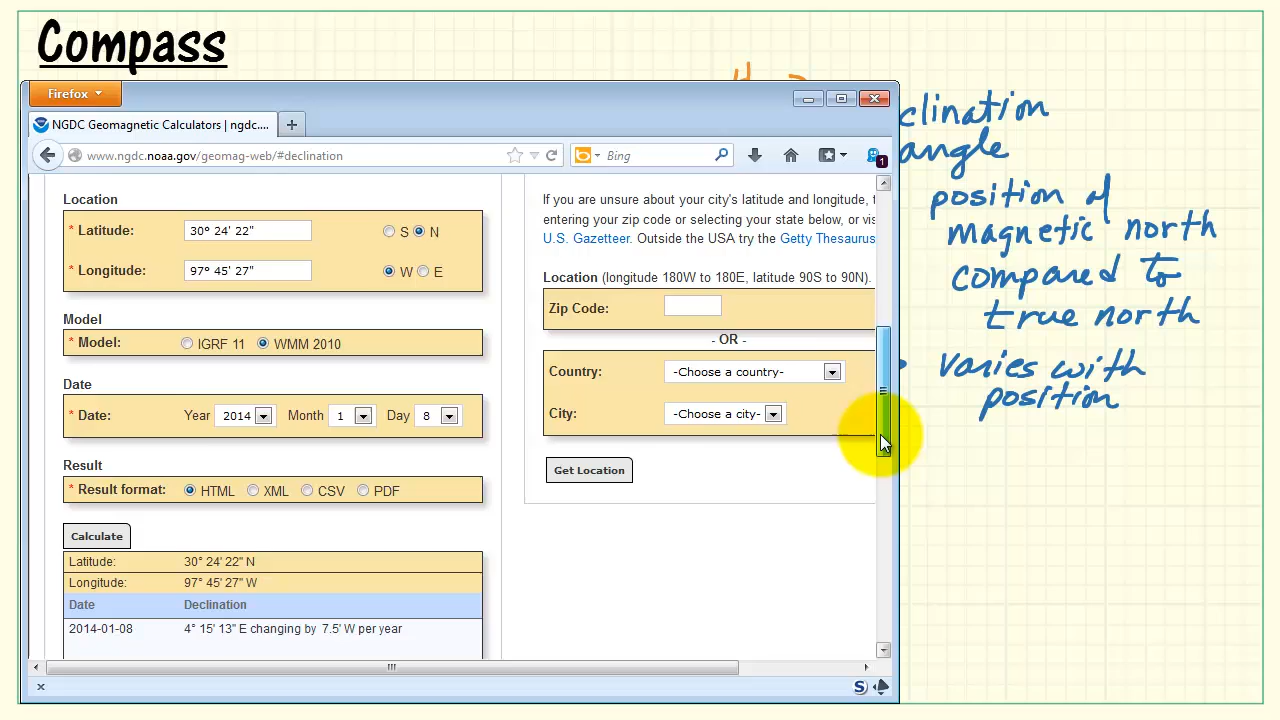 Compass
Firefox
NGDC Geomagnetic Calculators | ngdc....
www.ngdc.noaa.gov/geomag-web/#declination
Bing
1
Location
* Latitude: 30° 24' 22" S N
* Longitude: 97° 45' 27" W E
Model
* Model: IGRF 11 WMM 2010
Date
* Date: Year 2014 Month 1 Day 8
Result
* Result format: HTML XML CSV PDF
Calculate
Latitude: 30° 24' 22" N
Longitude: 97° 45' 27" W
Date Declination
2014-01-08 4° 15' 13" E changing by 7.5' W per year
If you are unsure about your city's latitude and longitude,
entering your zip code or selecting your state below, or vis
U.S. Gazetteer. Outside the USA try the Getty Thesaurus
Location (longitude 180W to 180E, latitude 90S to 90N).
Zip Code:
- OR -
Country: -Choose a country-
City: -Choose a city-
Get Location
x
S
clination
angle
position of
magnetic north
compared to
true north
• varies with
position